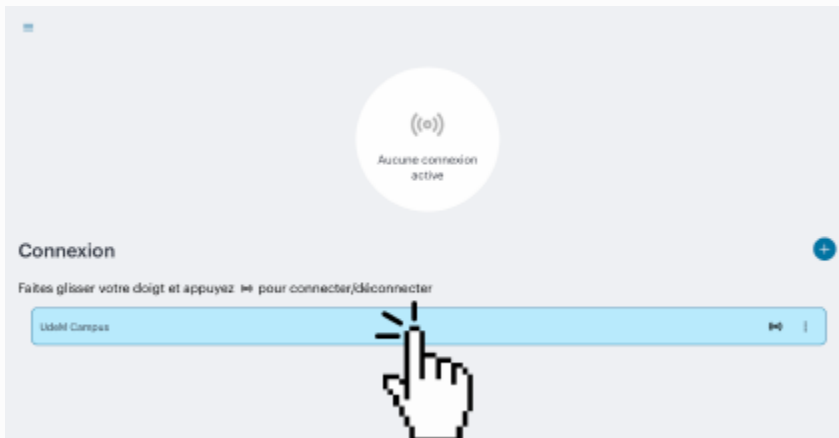 Aucune connexion
active
Connexion
Faites glisser votre doigt et appuyez pour connecter/déconnecter
UdeM Campus